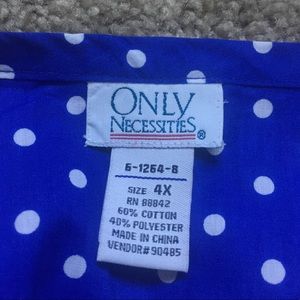 ONLY
NECESSITIES®
6-1264-8
SIZE 4X
RN 88842
60% COTTON
40% POLYESTER
MADE IN CHINA
VENDOR#90485